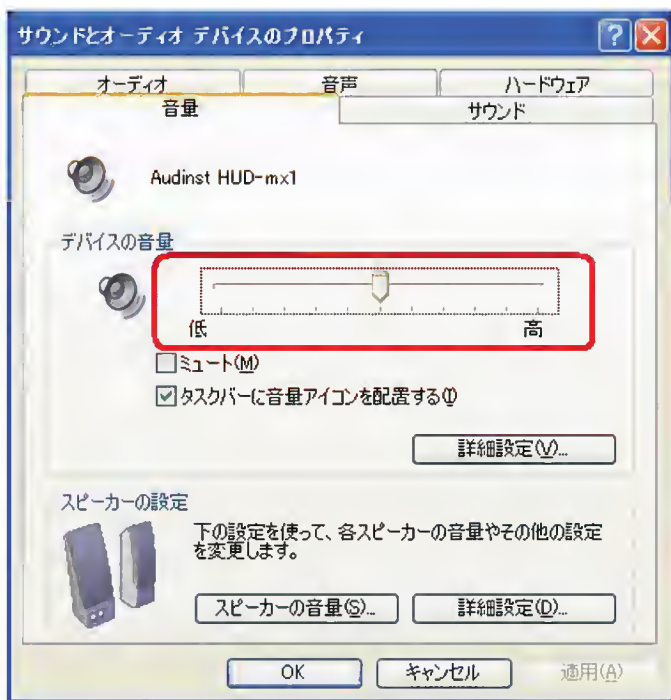 サウンドとオーディオ デバイスのプロパティ
オーディオ 音声 ハードウェア
音量 サウンド
Audinst HUD-mx1
デバイスの音量
低 高
ミュート(M)
タスクバーに音量アイコンを配置する(I)
詳細設定(V)...
スピーカーの設定
下の設定を使って、各スピーカーの音量やその他の設定
を変更します。
スピーカーの音量(S)... 詳細設定(D)...
OK キャンセル 適用(A)